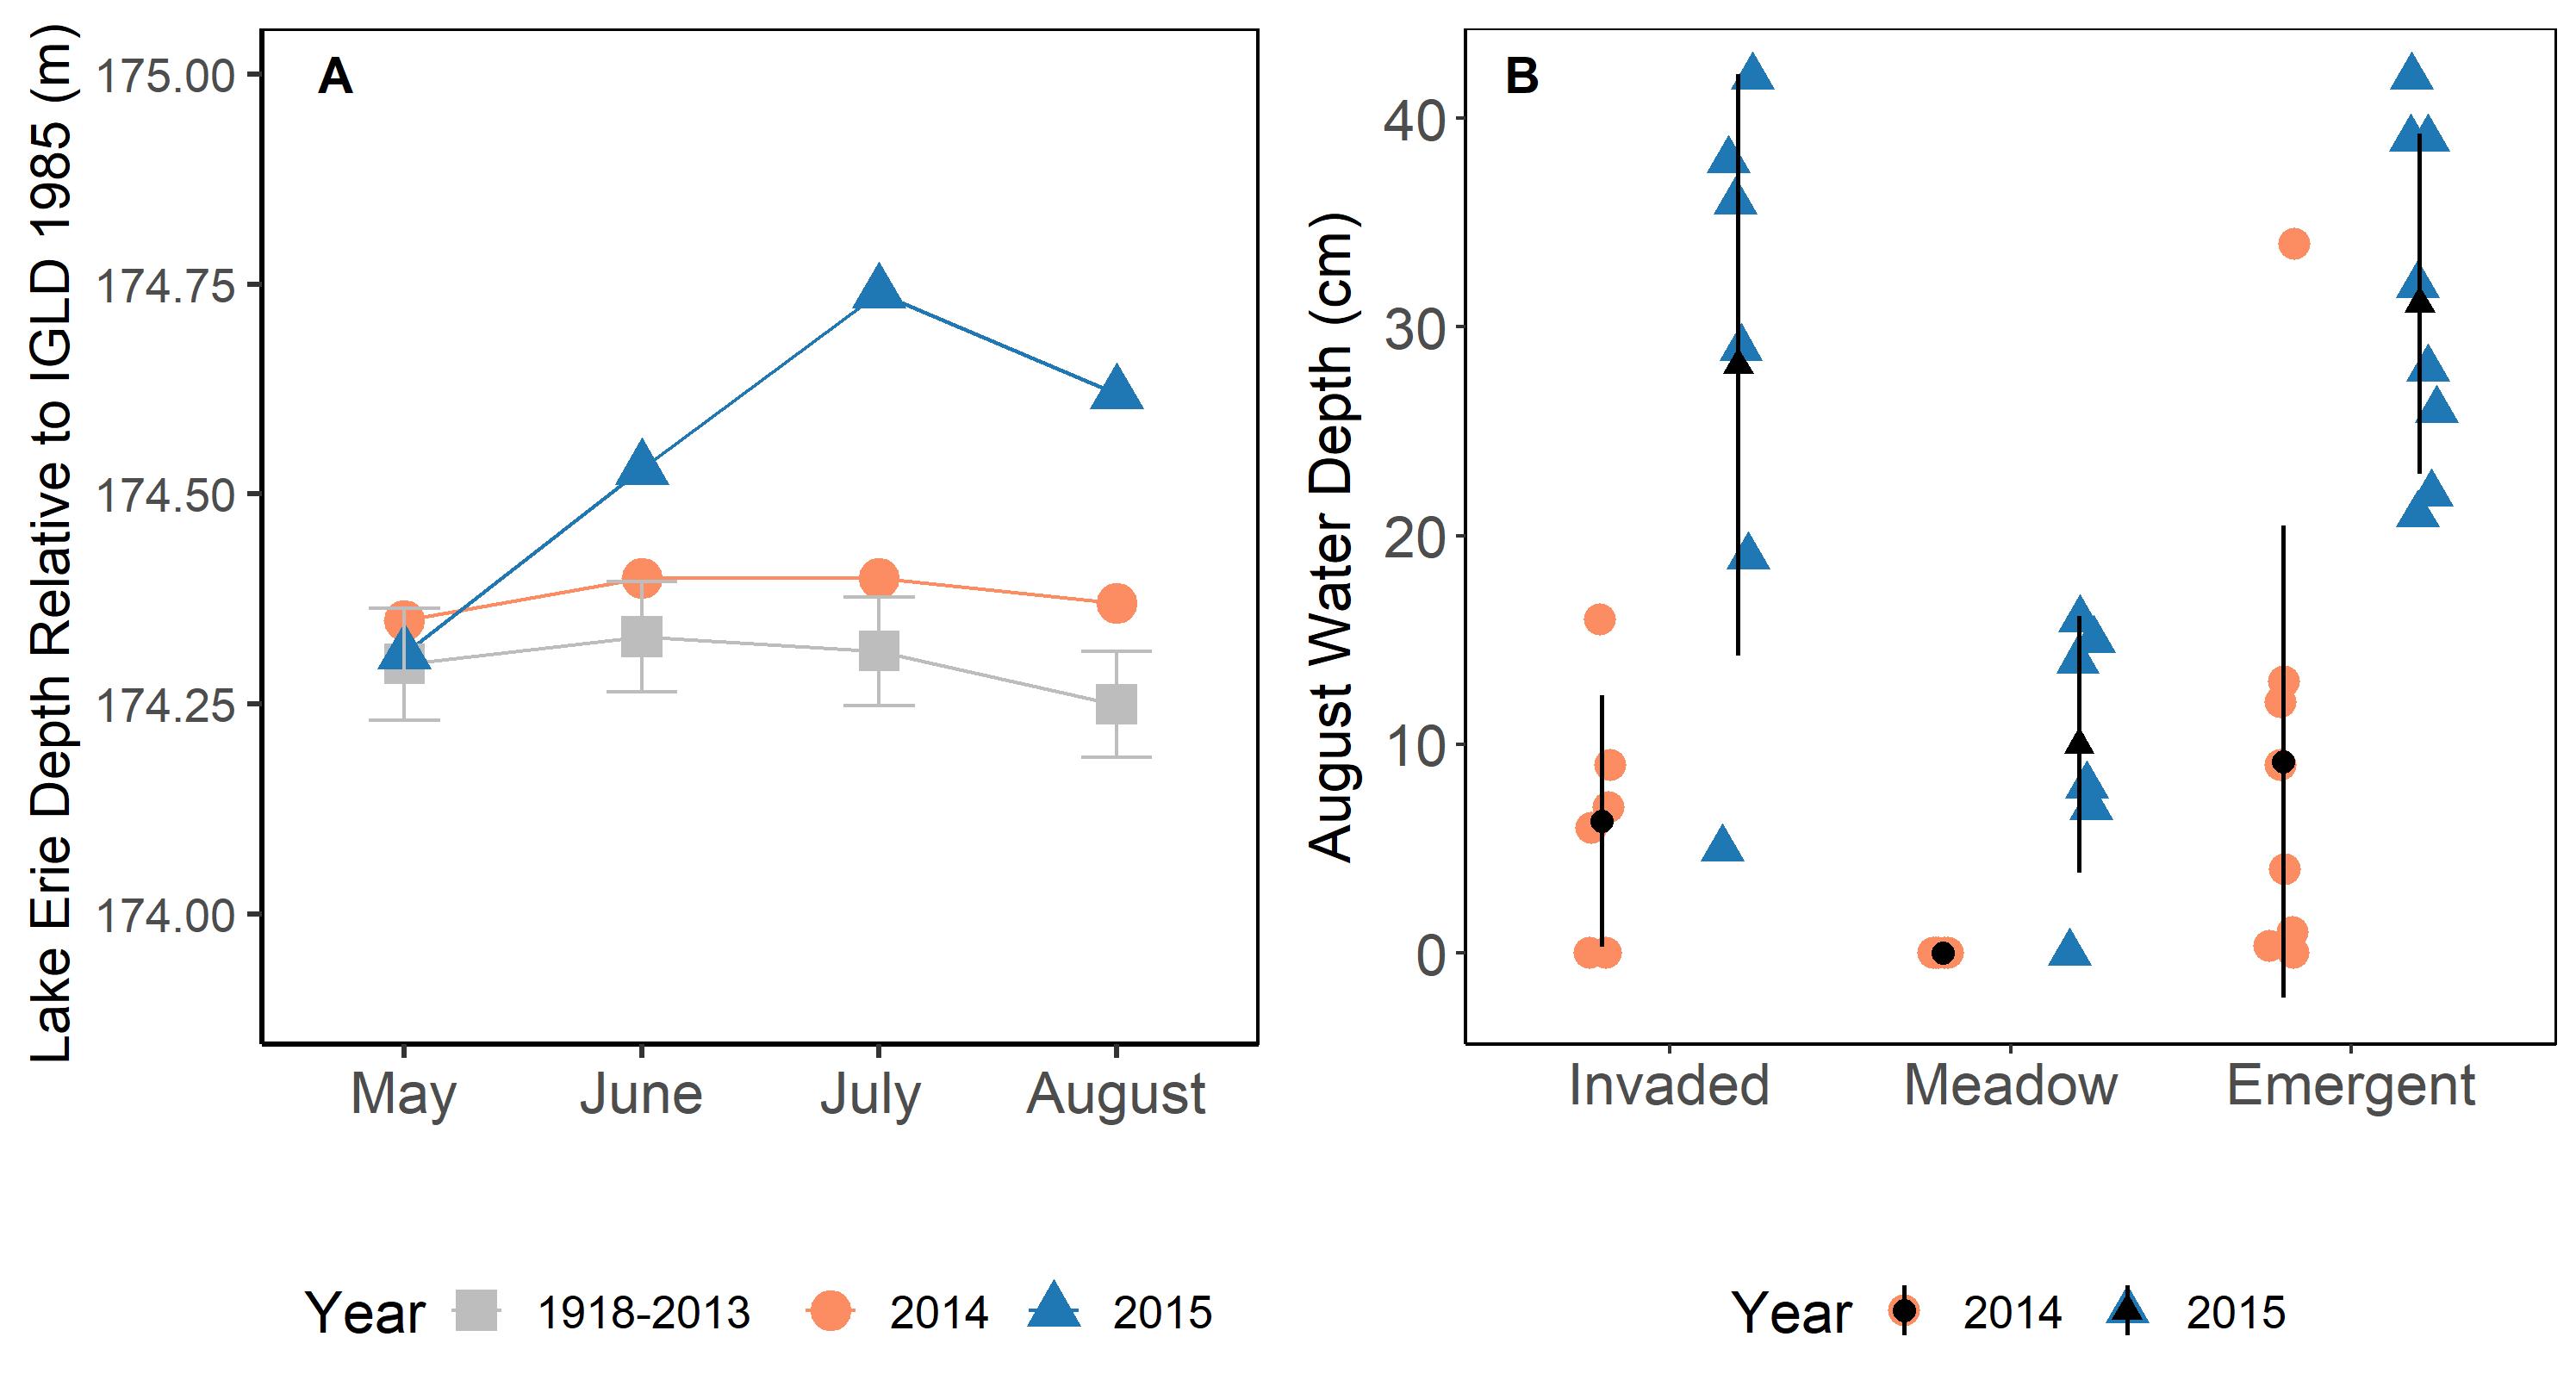 A
Lake Erie Depth Relative to IGLD 1985 (m)
175.00
174.75
174.50
174.25
174.00
May June July August
Year 1918-2013 2014 2015
B
August Water Depth (cm)
40
30
20
10
0
Invaded Meadow Emergent
Year 2014 2015